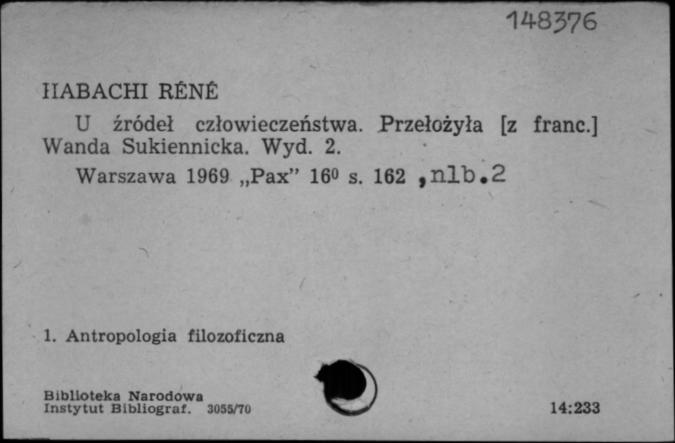 148376
HABACHI RÉNÉ
U źródeł człowieczeństwa. Przełożyła [z franc.]
Wanda Sukiennicka. Wyd. 2.
Warszawa 1969 „Pax” 16⁰ s. 162 , nlb. 2
1. Antropologia filozoficzna
Biblioteka Narodowa
Instytut Bibliograf. 3055/70
14:233